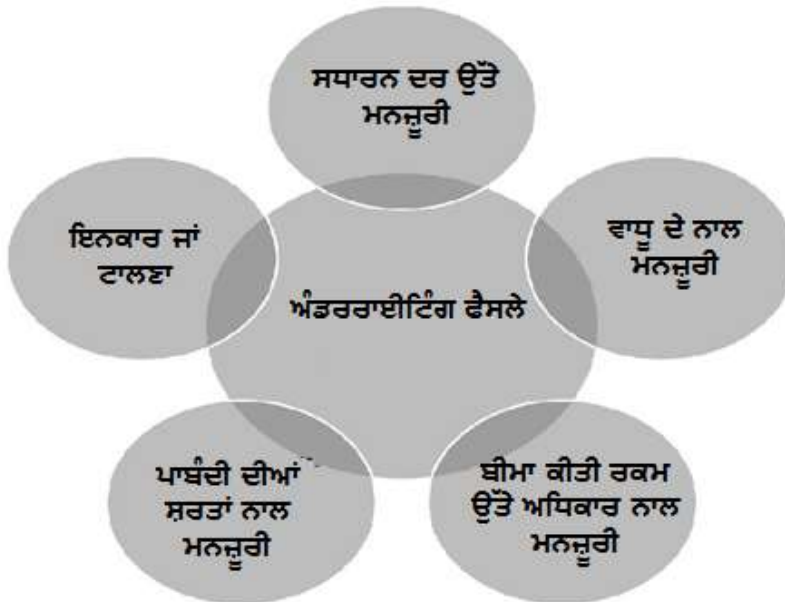 ਸਧਾਰਨ ਦਰ ਉੱਤੇ
ਮਨਜ਼ੂਰੀ
ਵਾਧੂ ਦੇ ਨਾਲ
ਮਨਜ਼ੂਰੀ
ਬੀਮਾ ਕੀਤੀ ਰਕਮ
ਉੱਤੇ ਅਧਿਕਾਰ ਨਾਲ
ਮਨਜ਼ੂਰੀ
ਪਾਬੰਦੀ ਦੀਆਂ
ਸ਼ਰਤਾਂ ਨਾਲ
ਮਨਜ਼ੂਰੀ
ਇਨਕਾਰ ਜਾਂ
ਟਾਲਣਾ
ਅੰਡਰਰਾਈਟਿੰਗ ਫੈਸਲੇ